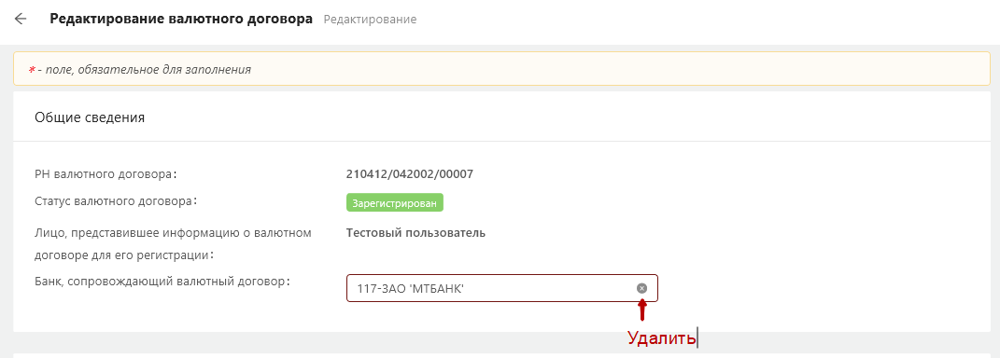 Редактирование валютного договора Редактирование
* - поле, обязательное для заполнения
Общие сведения
РН валютного договора: 210412/042002/00007
Статус валютного договора: Зарегистрирован
Лицо, представившее информацию о валютном договоре для его регистрации: Тестовый пользователь
Банк, сопровождающий валютный договор: 117-ЗАО 'МТБАНК'
Удалить